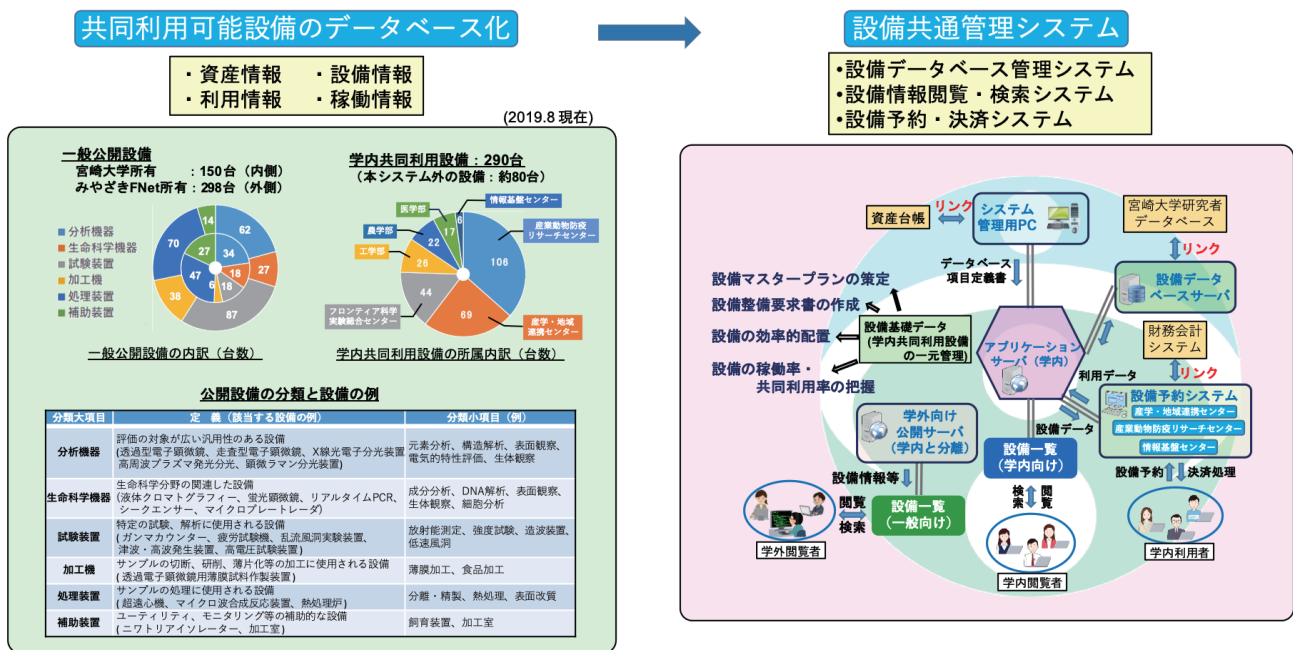 共同利用可能設備のデータベース化
設備共通管理システム
・資産情報　・設備情報
・利用情報　・稼働情報
•設備データベース管理システム
•設備情報閲覧・検索システム
•設備予約・決済システム
(2019.8 現在)
一般公開設備
宮崎大学所有　：150台（内側）
みやざきFNet所有：298台（外側）
分析機器
生命科学機器
試験装置
加工機
処理装置
補助装置
62
27
87
38
70
14
34
18
18
6
47
27
一般公開設備の内訳（台数）
学内共同利用設備：290台
（本システム外の設備：約80台）
情報基盤センター
産業動物防疫
リサーチセンター
医学部
農学部
工学部
フロンティア科学
実験総合センター
産学・地域
連携センター
6
106
69
44
26
22
17
学内共同利用設備の所属内訳（台数）
公開設備の分類と設備の例
分類大項目　定　義（該当する設備の例）　分類小項目（例）
分析機器
評価の対象が広い汎用性のある設備
(透過型電子顕微鏡、走査型電子顕微鏡、X線光電子分光装置
高周波プラズマ発光分光、顕微ラマン分光装置)
元素分析、構造解析、表面観察、
電気的特性評価、生体観察
生命科学機器
生命科学分野の関連した設備
(液体クロマトグラフィー、蛍光顕微鏡、リアルタイムPCR、
シークエンサー、マイクロプレートレーダ)
成分分析、DNA解析、表面観察、
生体観察、細胞分析
試験装置
特定の試験、解析に使用される設備
(ガンマカウンター、疲労試験機、乱流風洞実験装置、
津波・高波発生装置、高電圧試験装置)
放射能測定、強度試験、造波装置、
低速風洞
加工機
サンプルの切断、研削、薄片化等の加工に使用される設備
(透過電子顕微鏡用薄膜試料作製装置)
薄膜加工、食品加工
処理装置
サンプルの処理に使用される設備
(超遠心機、マイクロ波合成反応装置、熱処理炉)
分離・精製、熱処理、表面改質
補助装置
ユーティリティ、モニタリング等の補助的な設備
(ニワトリアイソレーター、加工室)
飼育装置、加工室
資産台帳
リンク
システム
管理用PC
宮崎大学研究者
データベース
リンク
データベース
項目定義書
設備データ
ベースサーバ
設備マスタープランの策定
設備整備要求書の作成
設備の効率的配置
設備の稼働率・
共同利用率の把握
設備基礎データ
(学内共同利用設備
の一元管理)
アプリケーション
サーバ（学内）
財務会計
システム
リンク
利用データ
設備データ
設備予約システム
産学・地域連携センター
産業動物防疫リサーチセンター
情報基盤センター
学外向け
公開サーバ
(学内と分離)
設備情報等
設備一覧
(一般向け)
設備一覧
(学内向け)
閲覧
検索
検索
閲覧
設備予約
決済処理
学外閲覧者
学内閲覧者
学内利用者